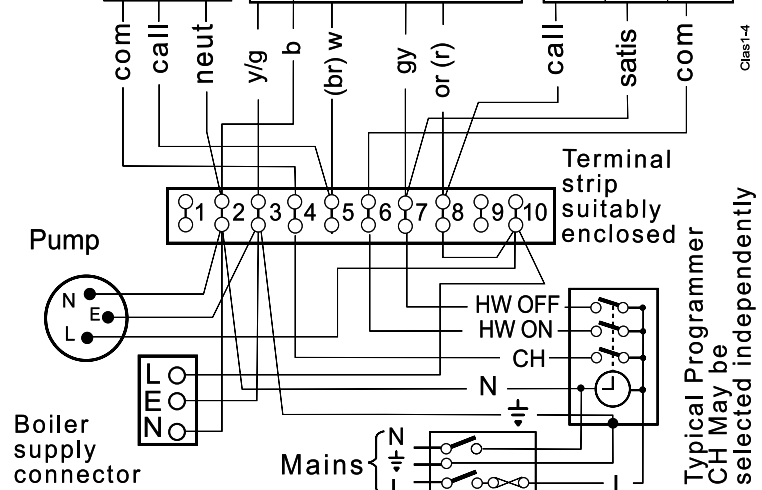 com
call
neut
y/g
b
(br) w
gy
or (r)
call
satis
com
Clas1-4
1 2 3 4 5 6 7 8 9 10
Terminal
strip
suitably
enclosed
Pump
N
E
L
HW OFF
HW ON
CH
N
L
E
N
Boiler
supply
connector
Mains
N
L
L
Typical Programmer
CH May be
selected independently